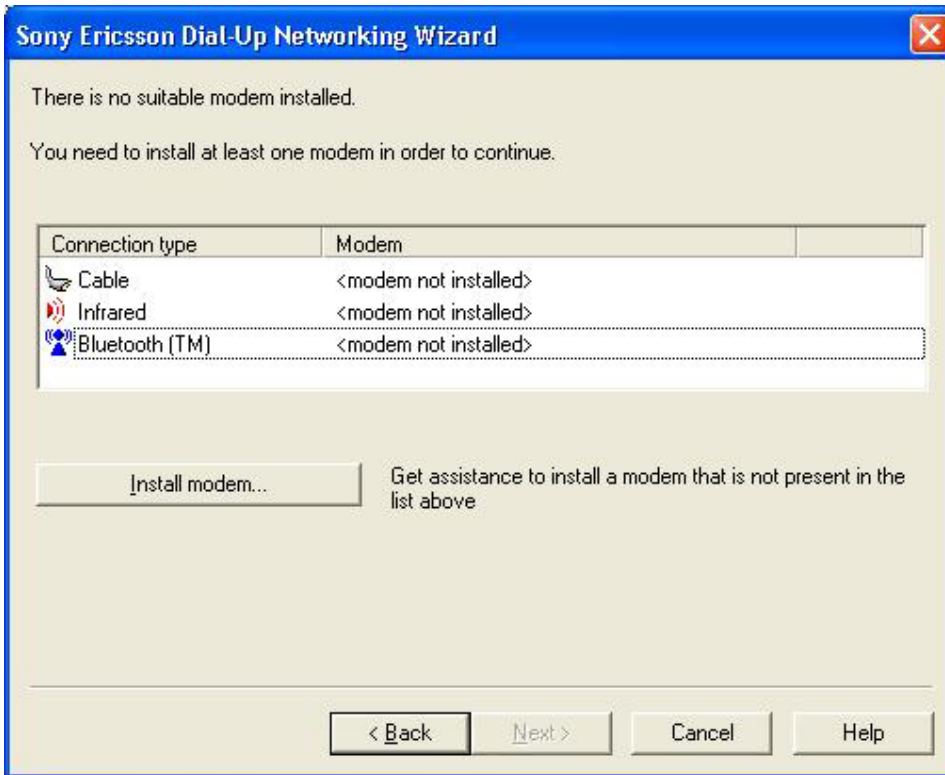 Sony Ericsson Dial-Up Networking Wizard
There is no suitable modem installed.
You need to install at least one modem in order to continue.
Connection type Modem
Cable <modem not installed>
Infrared <modem not installed>
Bluetooth (TM) <modem not installed>
Install modem... Get assistance to install a modem that is not present in the
list above
< Back Next > Cancel Help